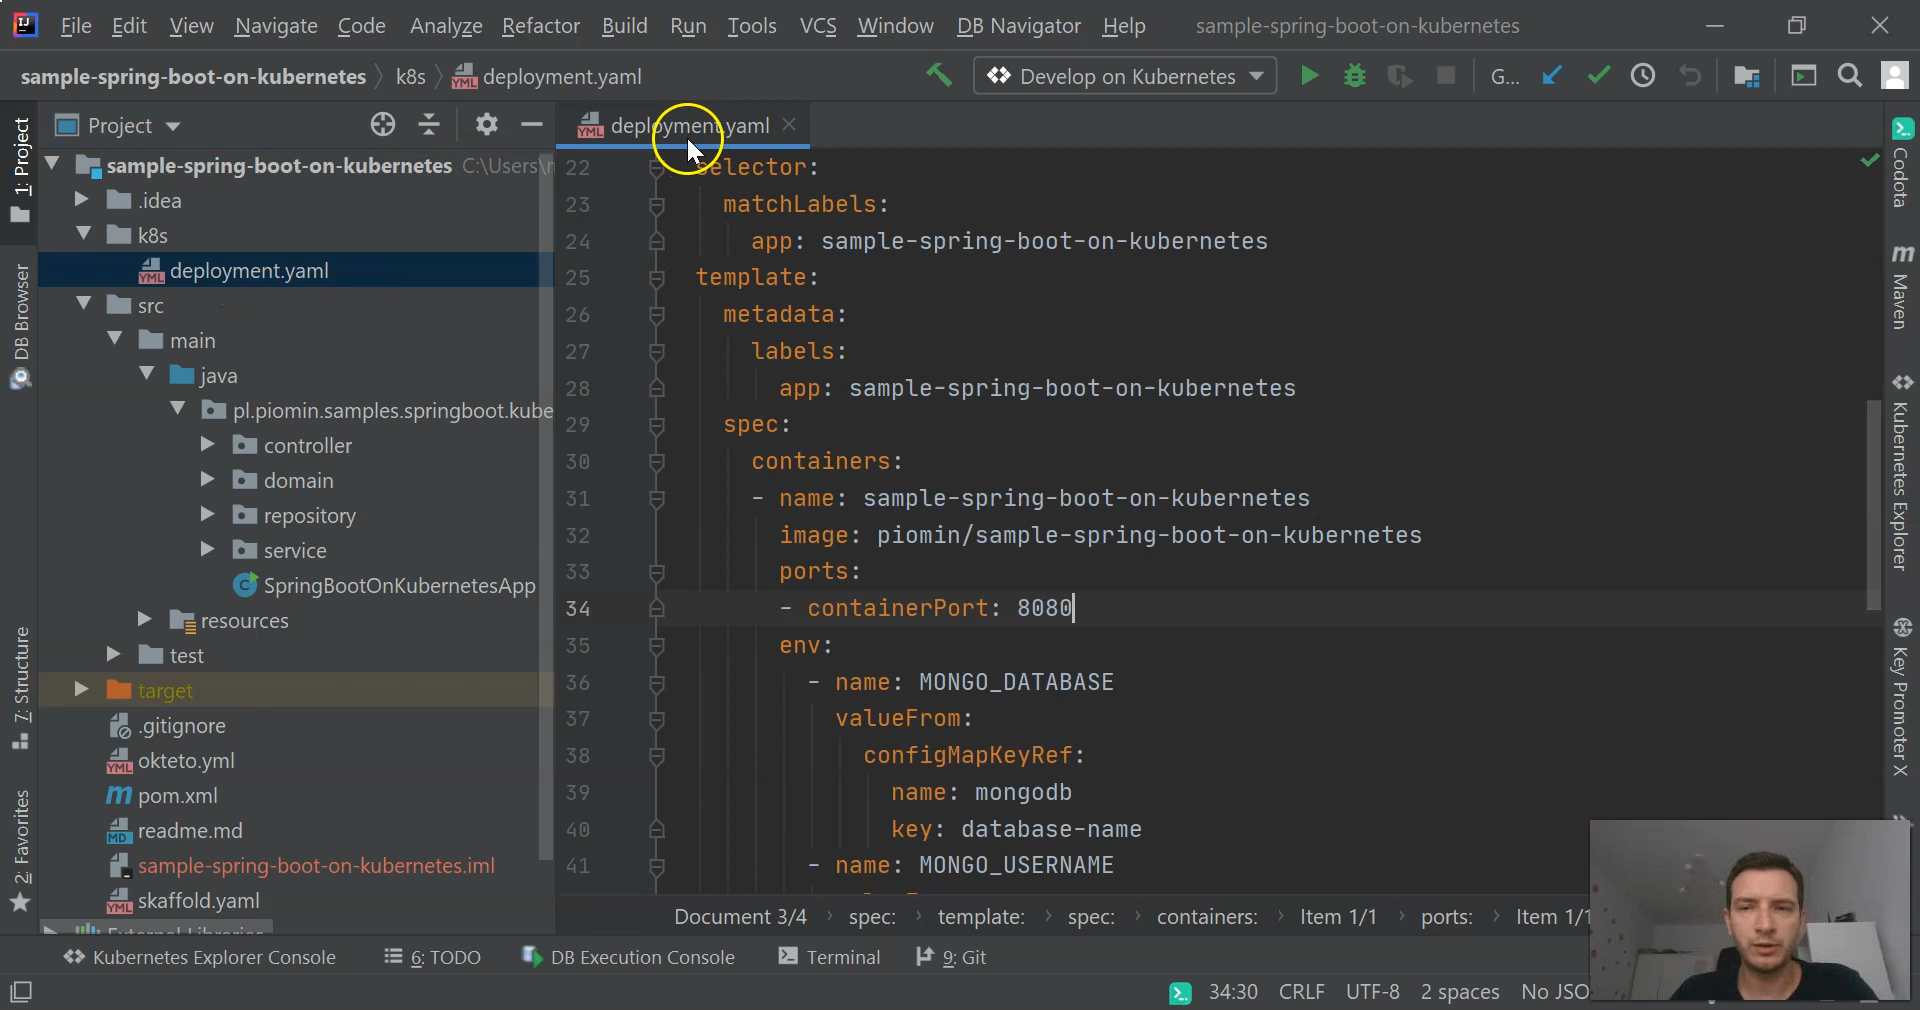 File Edit View Navigate Code Analyze Refactor Build Run Tools VCS Window DB Navigator Help sample-spring-boot-on-kubernetes
sample-spring-boot-on-kubernetes k8s deployment.yaml Develop on Kubernetes G...
1: Project
DB Browser
7: Structure
2: Favorites
Project
sample-spring-boot-on-kubernetes C:\Users\
.idea
k8s
deployment.yaml
src
main
java
pl.piomin.samples.springboot.kube
controller
domain
repository
service
SpringBootOnKubernetesApp
resources
test
target
.gitignore
okteto.yml
pom.xml
readme.md
sample-spring-boot-on-kubernetes.iml
skaffold.yaml
External Libraries
deployment.yaml
22 selector:
23 matchLabels:
24 app: sample-spring-boot-on-kubernetes
25 template:
26 metadata:
27 labels:
28 app: sample-spring-boot-on-kubernetes
29 spec:
30 containers:
31 - name: sample-spring-boot-on-kubernetes
32 image: piomin/sample-spring-boot-on-kubernetes
33 ports:
34 - containerPort: 8080
35 env:
36 - name: MONGO_DATABASE
37 valueFrom:
38 configMapKeyRef:
39 name: mongodb
40 key: database-name
41 - name: MONGO_USERNAME
Document 3/4 spec: template: spec: containers: Item 1/1 ports: Item 1/1
Codota
Maven
Kubernetes Explorer
Key Promoter X
Kubernetes Explorer Console 6: TODO DB Execution Console Terminal 9: Git
34:30 CRLF UTF-8 2 spaces No JSO